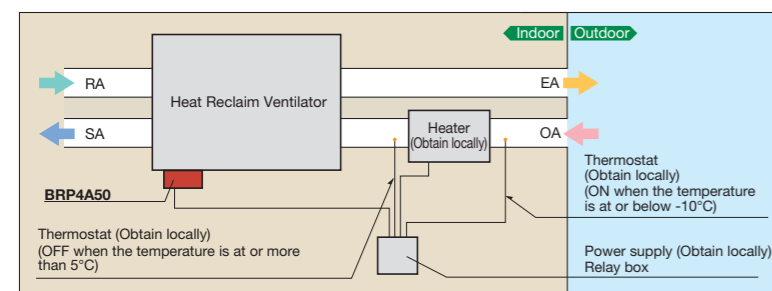 Indoor Outdoor
RA
EA
Heat Reclaim Ventilator
SA
Heater
(Obtain locally)
OA
BRP4A50
Thermostat
(Obtain locally)
(ON when the temperature
is at or below -10°C)
Thermostat (Obtain locally)
(OFF when the temperature is at or more
than 5°C)
Power supply (Obtain locally)
Relay box